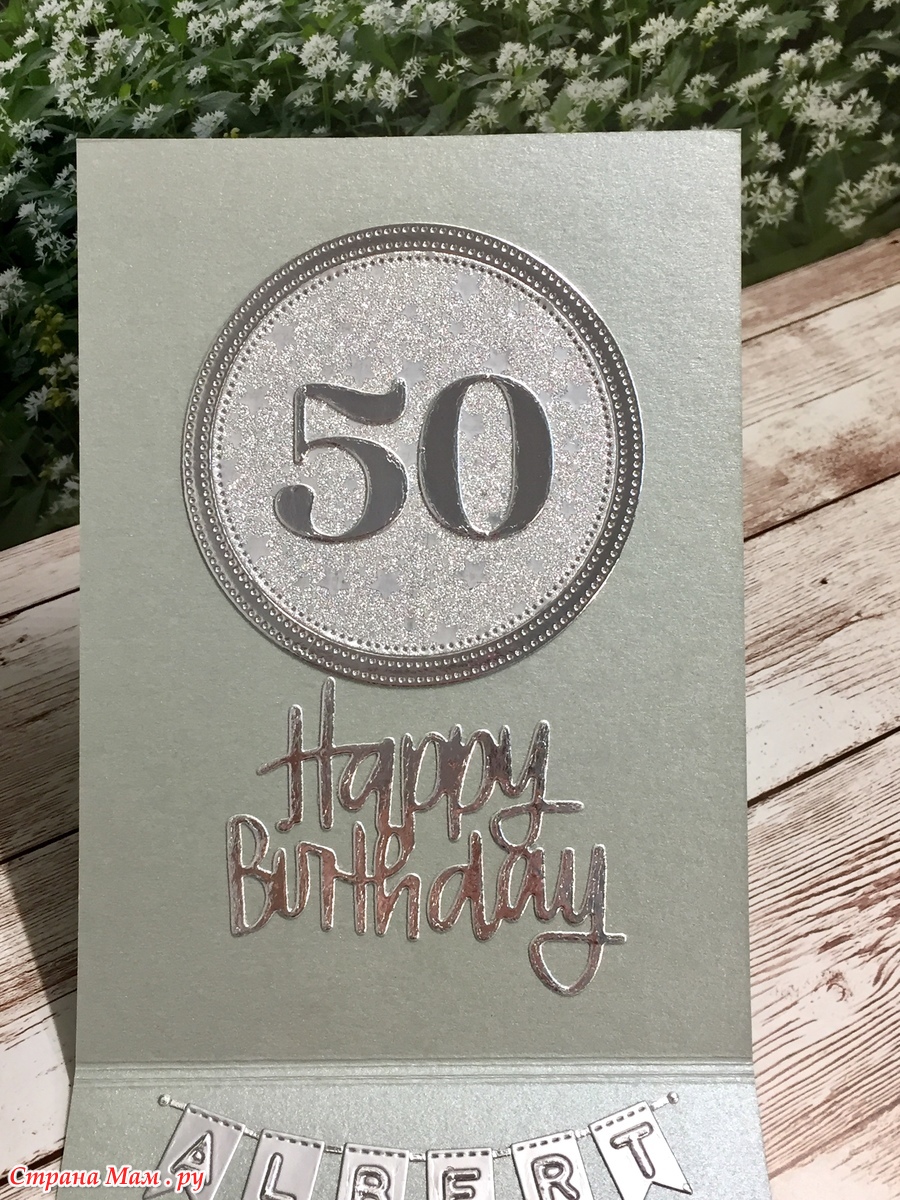 50
Happy
Birthday
ALBERT
Страна Мам.ру